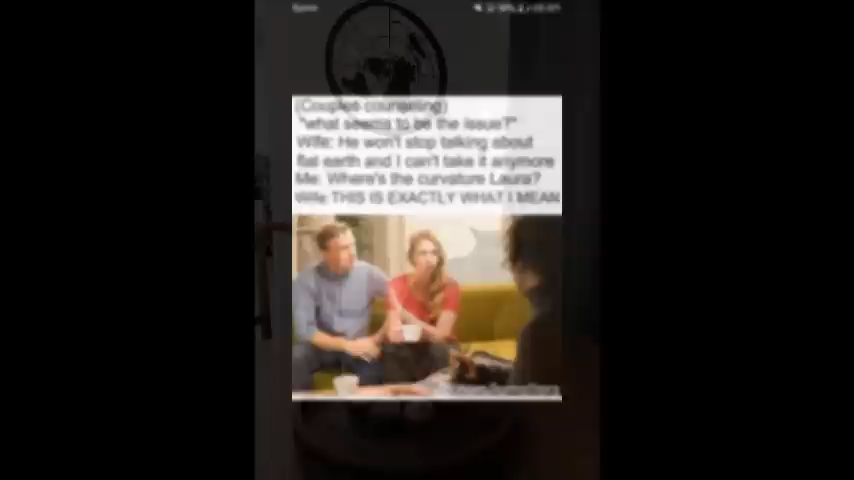 (Couples counseling)
"what seems to be the issue?"
Wife: He won't stop talking about
flat earth and I can't take it anymore
Me: Where's the curvature Laura?
Wife: THIS IS EXACTLY WHAT I MEAN